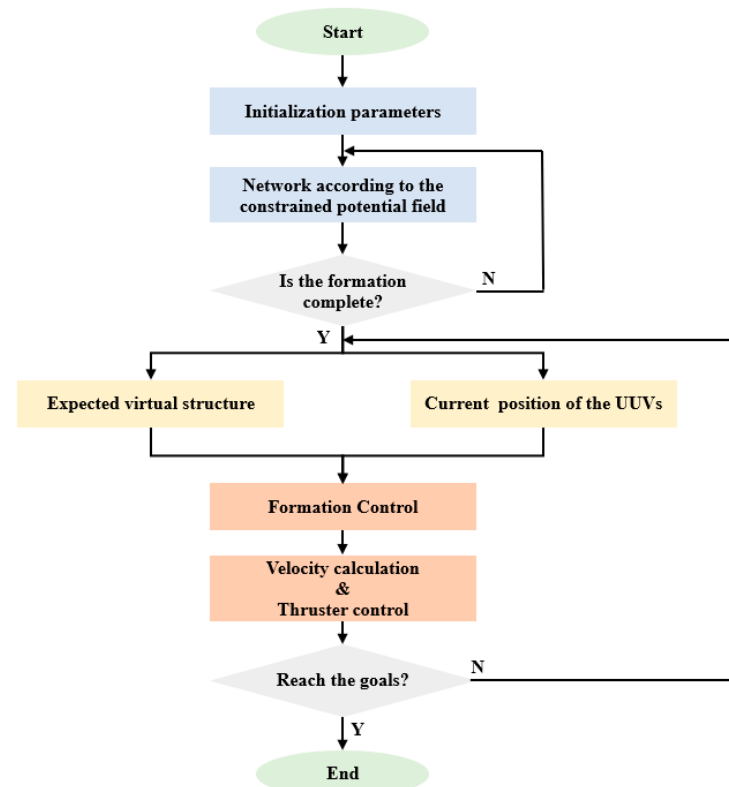 Start
Initialization parameters
Network according to the
constrained potential field
Is the formation
complete?
N
Y
Expected virtual structure
Current position of the UUVs
Formation Control
Velocity calculation
&
Thruster control
Reach the goals?
N
Y
End